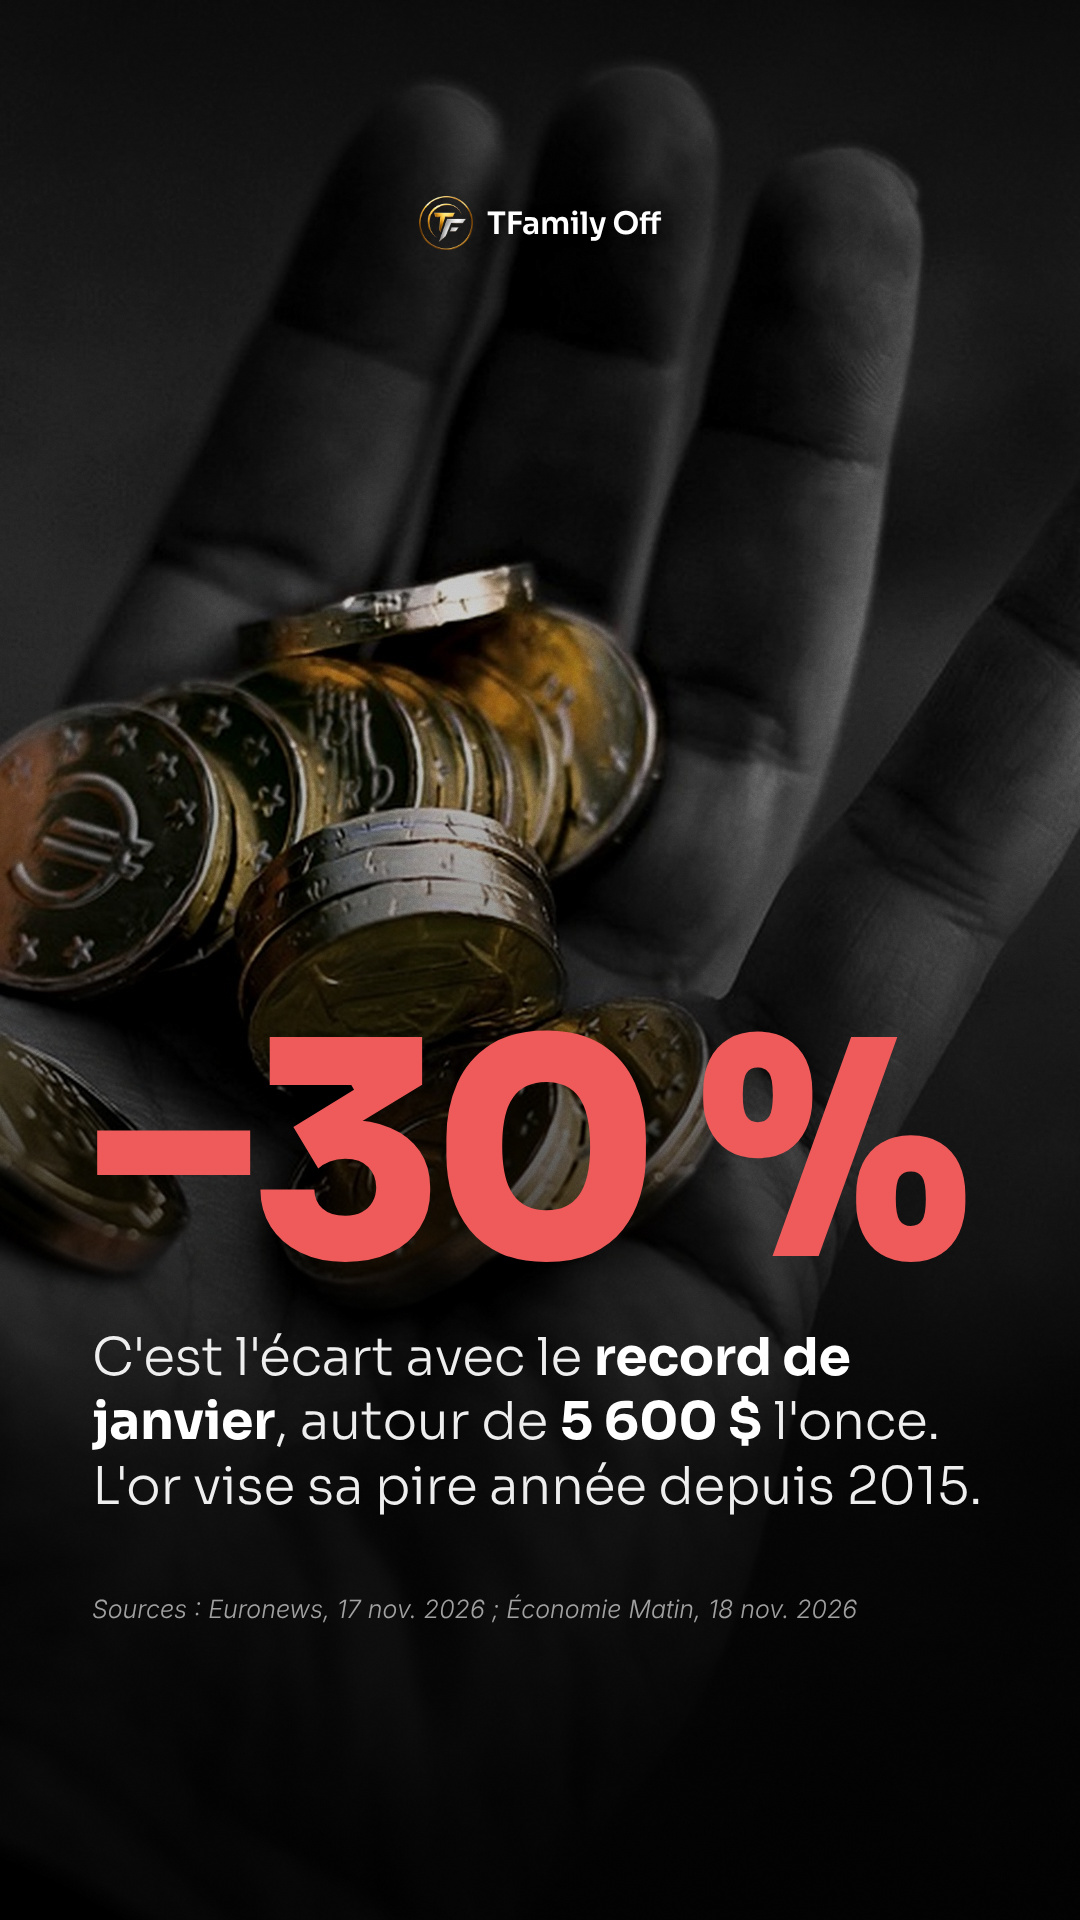 TFamily Off
–30 %
C'est l'écart avec le record de
janvier, autour de 5 600 $ l'once.
L'or vise sa pire année depuis 2015.
Sources : Euronews, 17 nov. 2026 ; Économie Matin, 18 nov. 2026